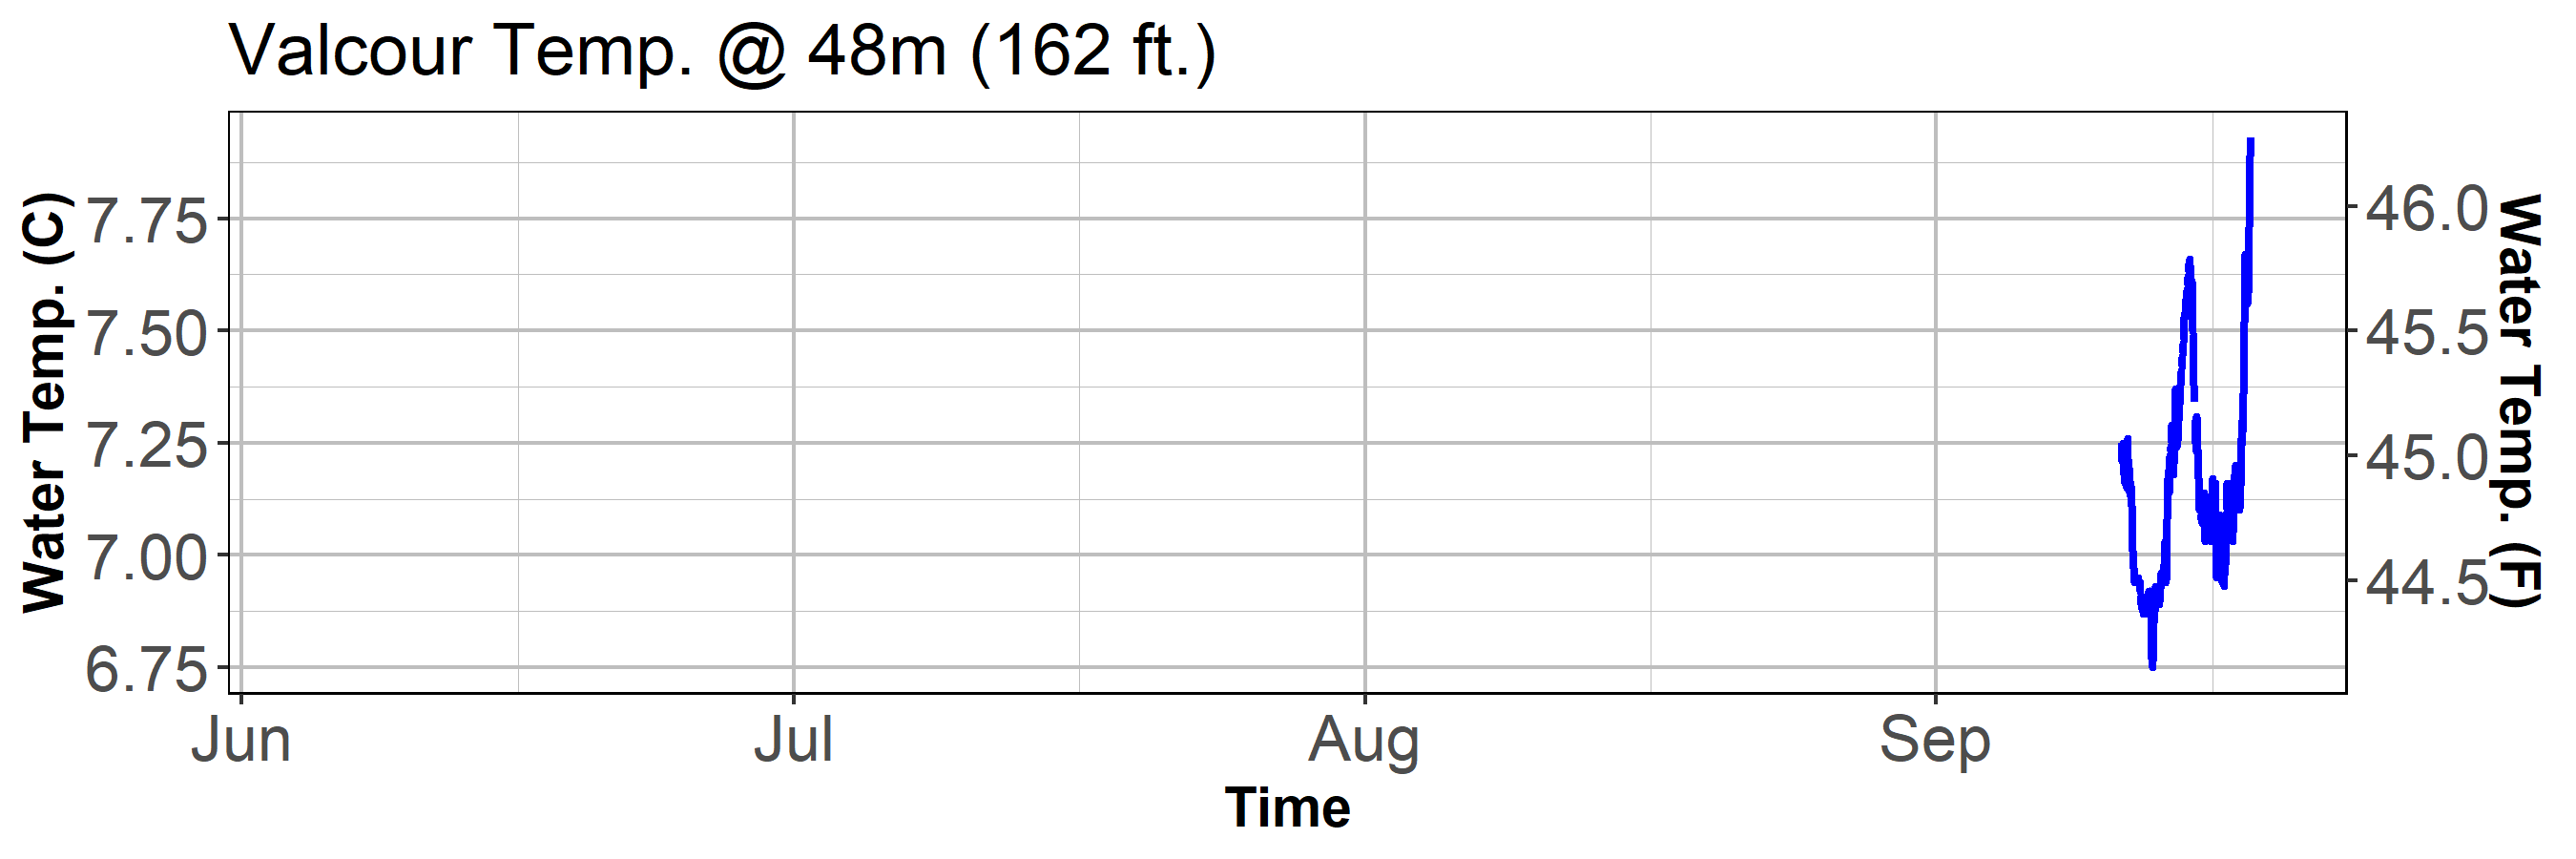 Valcour Temp. @ 48m (162 ft.)
Water Temp. (C)
7.75
7.50
7.25
7.00
6.75
46.0
45.5
45.0
44.5
Water Temp. (F)
Jun Jul Aug Sep
Time